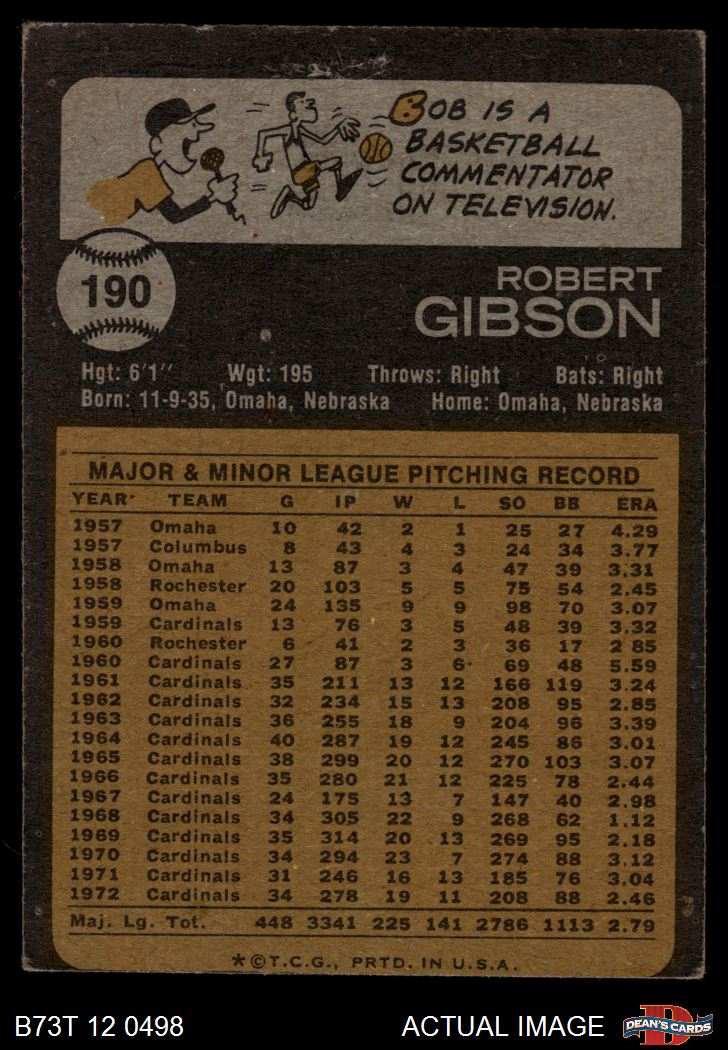 BOB IS A
BASKETBALL
COMMENTATOR
ON TELEVISION.
190
ROBERT
GIBSON
Hgt: 6'1" Wgt: 195 Throws: Right Bats: Right
Born: 11-9-35, Omaha, Nebraska Home: Omaha, Nebraska
MAJOR & MINOR LEAGUE PITCHING RECORD
YEAR TEAM G IP W L SO BB ERA
1957 Omaha 10 42 2 1 25 27 4.29
1957 Columbus 8 43 4 3 24 34 3.77
1958 Omaha 13 87 3 4 47 39 3.31
1958 Rochester 20 103 5 5 75 54 2.45
1959 Omaha 24 135 9 9 98 70 3.07
1959 Cardinals 13 76 3 5 48 39 3.32
1960 Rochester 6 41 2 3 36 17 2 85
1960 Cardinals 27 87 3 6 69 48 5.59
1961 Cardinals 35 211 13 12 166 119 3.24
1962 Cardinals 32 234 15 13 208 95 2.85
1963 Cardinals 36 255 18 9 204 96 3.39
1964 Cardinals 40 287 19 12 245 86 3.01
1965 Cardinals 38 299 20 12 270 103 3.07
1966 Cardinals 35 280 21 12 225 78 2.44
1967 Cardinals 24 175 13 7 147 40 2.98
1968 Cardinals 34 305 22 9 268 62 1.12
1969 Cardinals 35 314 20 13 269 95 2.18
1970 Cardinals 34 294 23 7 274 88 3.12
1971 Cardinals 31 246 16 13 185 76 3.04
1972 Cardinals 34 278 19 11 208 88 2.46
Maj. Lg. Tot. 448 3341 225 141 2786 1113 2.79
*©T.C.G., PRTD. IN U.S.A.
B73T 12 0498 ACTUAL IMAGE
D
DEAN'S CARDS